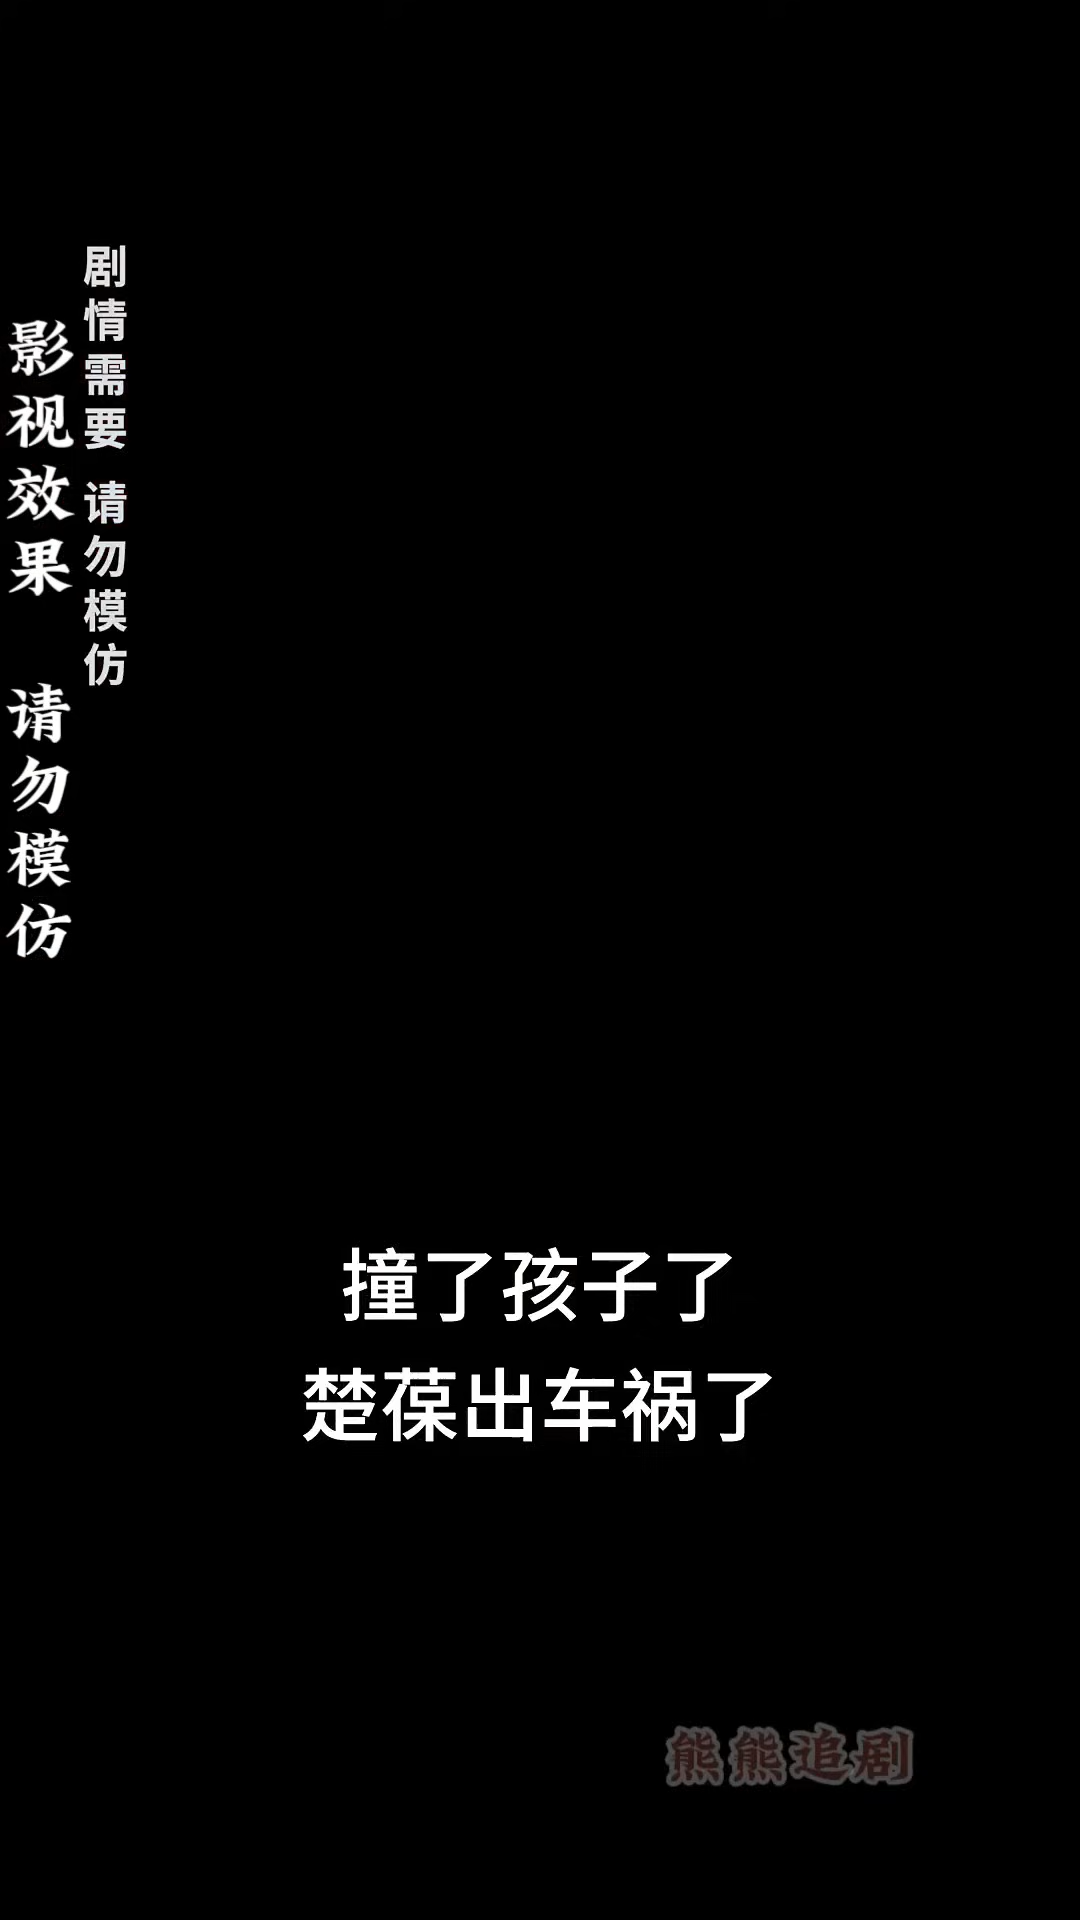 剧情需要 请勿模仿
影视效果 请勿模仿
撞了孩子了
楚葆出车祸了
熊熊追剧